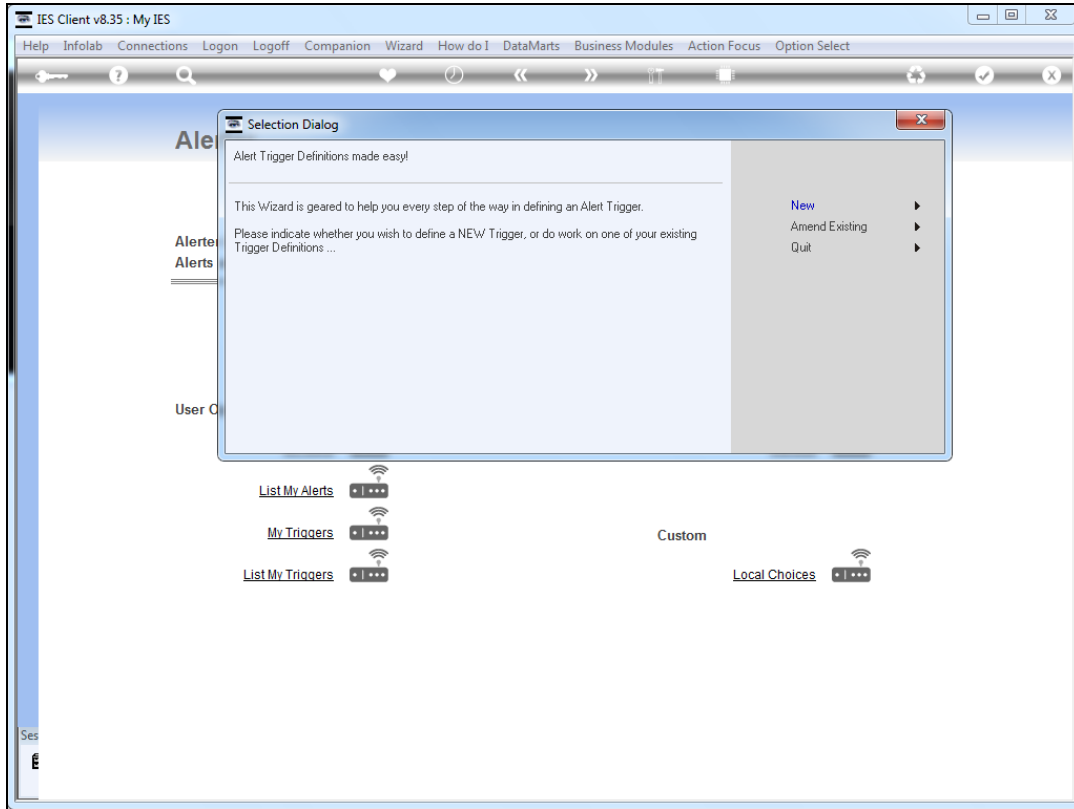 IES Client v8.35 : My IES
Help Infolab Connections Logon Logoff Companion Wizard How do I DataMarts Business Modules Action Focus Option Select
Selection Dialog
Alert Trigger Definitions made easy!
This Wizard is geared to help you every step of the way in defining an Alert Trigger.
Please indicate whether you wish to define a NEW Trigger, or do work on one of your existing
Trigger Definitions ...
New
Amend Existing
Quit
Alerts
List My Alerts
My Triggers
Custom
List My Triggers
Local Choices